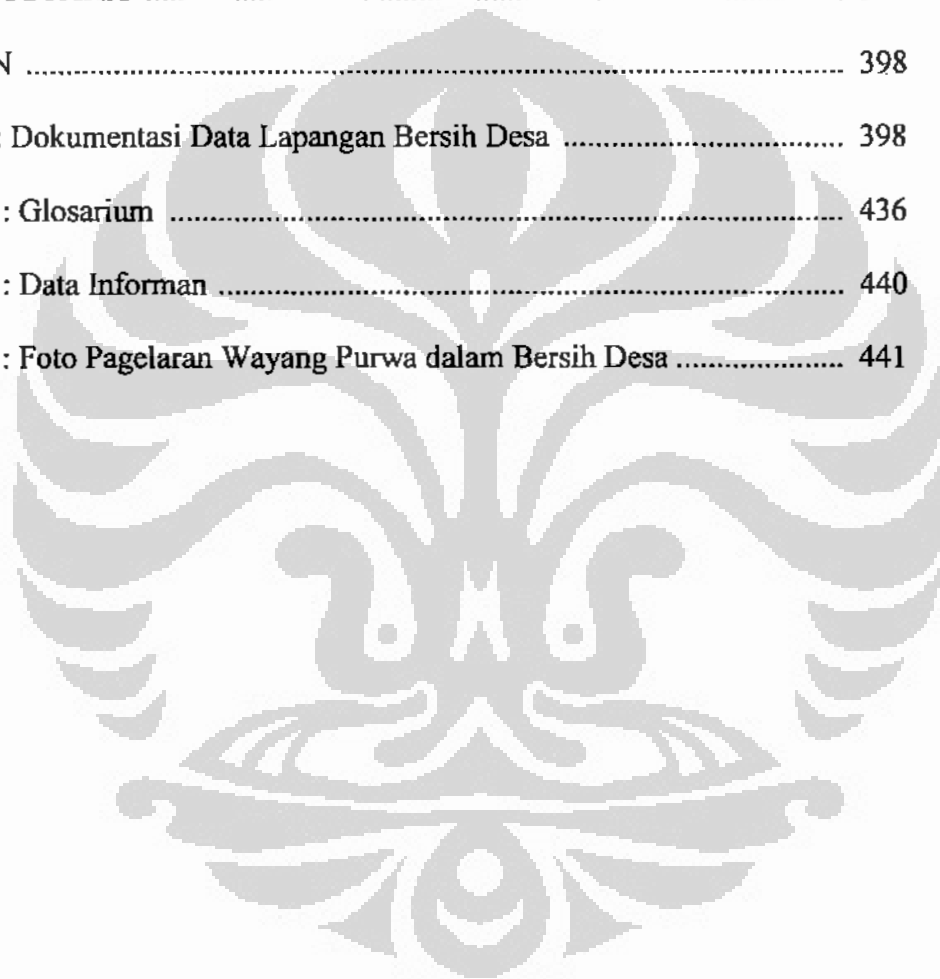 N ........................................................................................ 398
: Dokumentasi Data Lapangan Bersih Desa .............................. 398
: Glosarium ......................................................................... 436
: Data Informan .................................................................... 440
: Foto Pagelaran Wayang Purwa dalam Bersih Desa .................. 441